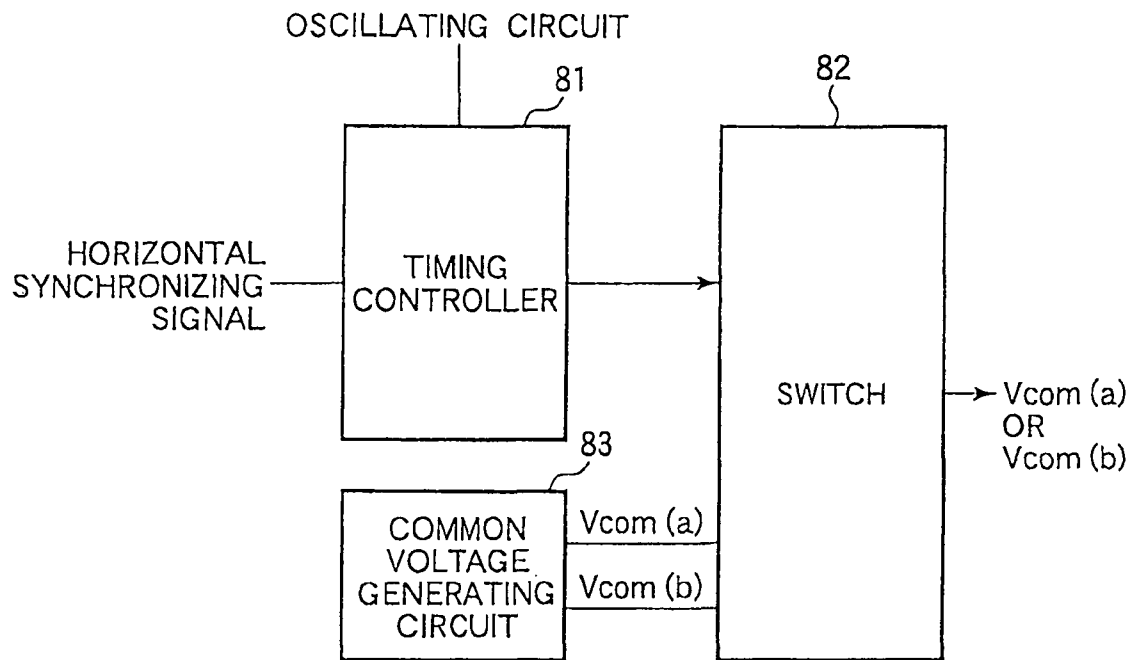 OSCILLATING CIRCUIT
81
82
HORIZONTAL
SYNCHRONIZING
SIGNAL
TIMING
CONTROLLER
SWITCH
Vcom (a)
OR
Vcom (b)
83
COMMON
VOLTAGE
GENERATING
CIRCUIT
Vcom (a)
Vcom (b)